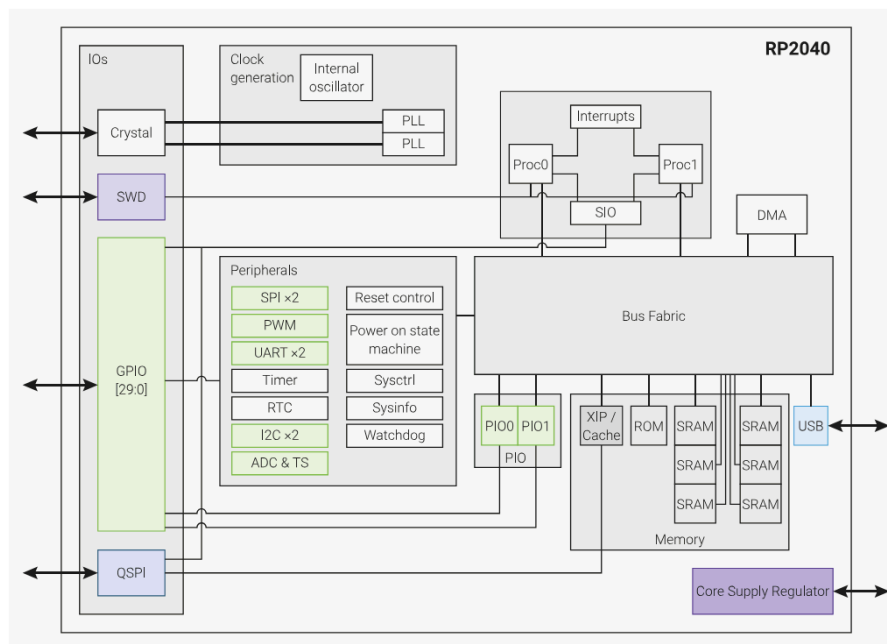 RP2040
IOs
Clock
generation
Internal
oscillator
Crystal
PLL
PLL
Interrupts
Proc0
Proc1
SIO
SWD
DMA
Peripherals
SPI ×2
PWM
UART ×2
Timer
RTC
I2C ×2
ADC & TS
Reset control
Power on state
machine
Sysctrl
Sysinfo
Watchdog
Bus Fabric
GPIO
[29:0]
PIO0
PIO1
PIO
XIP /
Cache
ROM
SRAM
SRAM
SRAM
SRAM
SRAM
SRAM
Memory
USB
QSPI
Core Supply Regulator